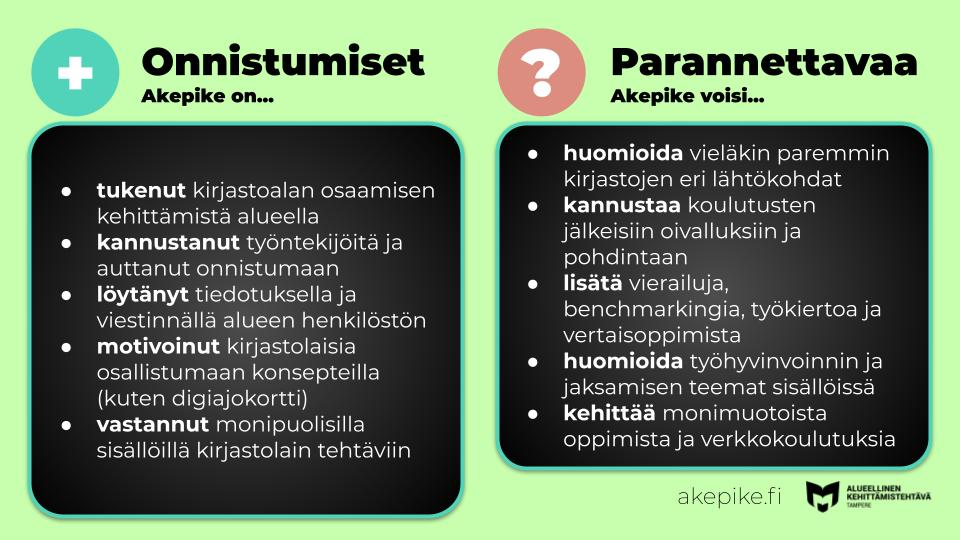 Onnistumiset
Akepike on...
● tukenut kirjastoalan osaamisen
kehittämistä alueella
● kannustanut työntekijöitä ja
auttanut onnistumaan
● löytänyt tiedotuksella ja
viestinnällä alueen henkilöstön
● motivoinut kirjastolaisia
osallistumaan konsepteilla
(kuten digiajokortti)
● vastannut monipuolisilla
sisällöillä kirjastolain tehtäviin
?
Parannettavaa
Akepike voisi...
● huomioida vieläkin paremmin
kirjastojen eri lähtökohdat
● kannustaa koulutusten
jälkeisiin oivalluksiin ja
pohdintaan
● lisätä vierailuja,
benchmarkingia, työkiertoa ja
vertaisoppimista
● huomioida työhyvinvoinnin ja
jaksamisen teemat sisällöissä
● kehittää monimuotoista
oppimista ja verkkokoulutuksia
akepike.fi
ALUEELLINEN
KEHITTÄMISTEHTÄVÄ
TAMPERE